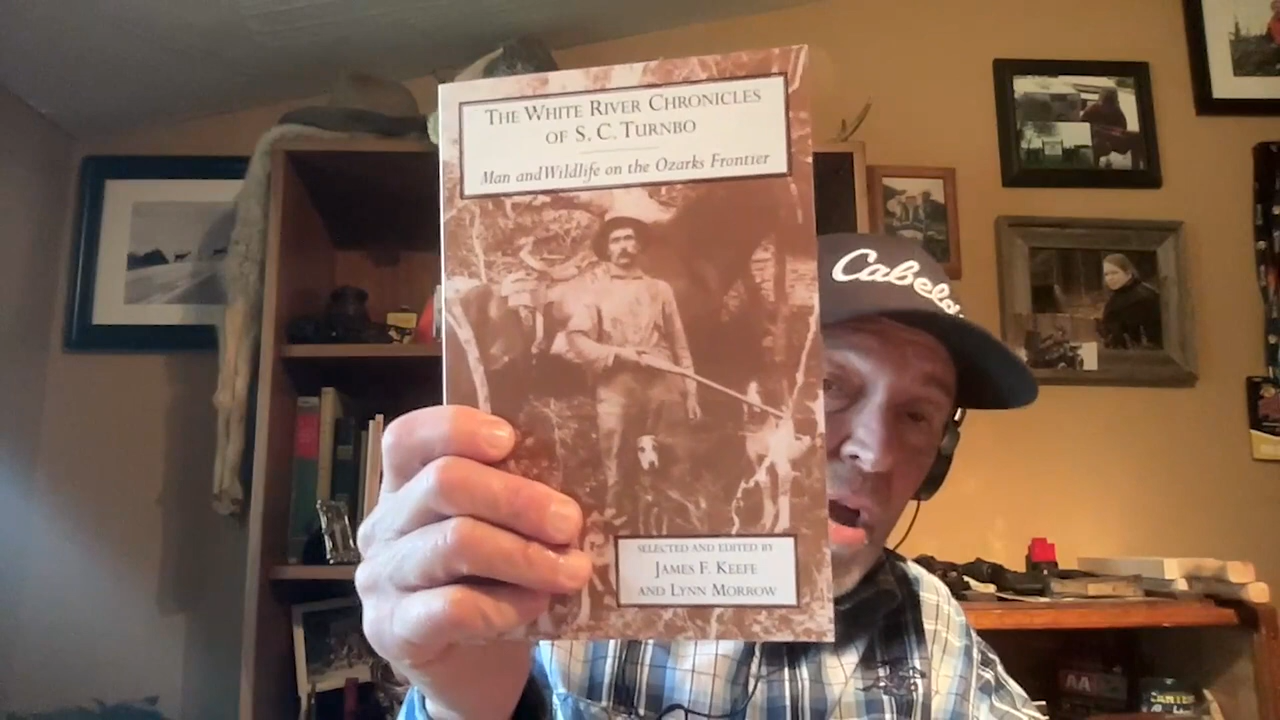 The White River Chronicles
of S. C. Turnbo
Man and Wildlife on the Ozarks Frontier
Cabela's
Selected and Edited by
James F. Keefe
and Lynn Morrow
AA